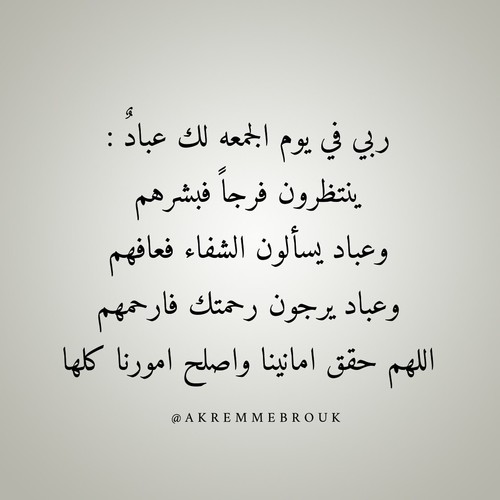 ربي في يوم الجمعه لك عبادٌ :
ينتظرون فرجاً فبشرهم
وعباد يسألون الشفاء فعافهم
وعباد يرجون رحمتك فارحمهم
اللهم حقق امانينا واصلح امورنا كلها
@AKREMMEBROUK